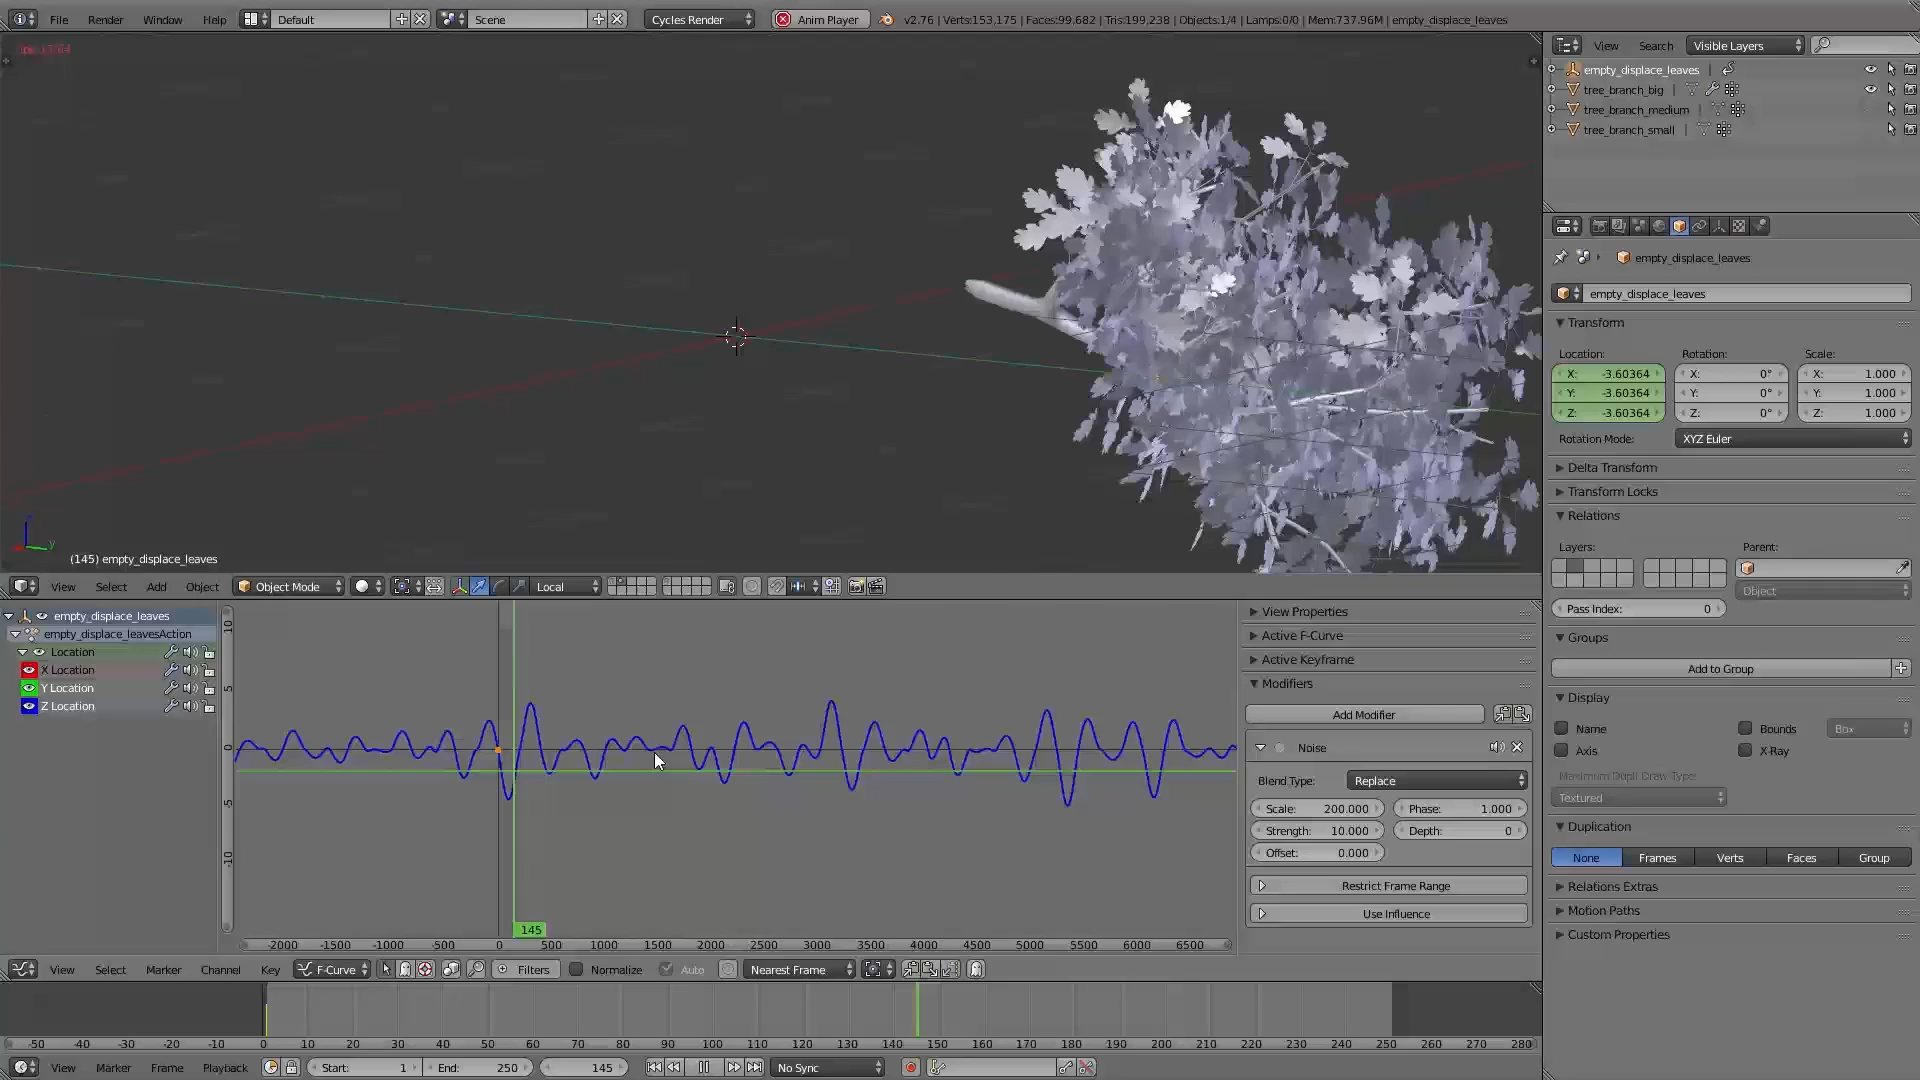 File Render Window Help Default Scene Cycles Render Anim Player v2.76 | Verts:153,175 | Faces:99,682 | Tris:199,238 | Objects:1/4 | Lamps:0/0 | Mem:737.96M | empty_displace_leaves
View Search Visible Layers
empty_displace_leaves
tree_branch_big
tree_branch_medium
tree_branch_small
empty_displace_leaves
empty_displace_leaves
Transform
Location: Rotation: Scale:
X: -3.60364 X: 0° X: 1.000
Y: -3.60364 Y: 0° Y: 1.000
Z: -3.60364 Z: 0° Z: 1.000
Rotation Mode: XYZ Euler
Delta Transform
Transform Locks
Relations
Layers: Parent:
Object
Pass Index: 0
Groups
Add to Group
Display
Name Bounds Box
Axis X-Ray
Maximum Dupli Draw Type:
Textured
Duplication
None Frames Verts Faces Group
Relations Extras
Motion Paths
Custom Properties
y
(145) empty_displace_leaves
View Select Add Object Object Mode Local
empty_displace_leaves
empty_displace_leavesAction
Location
X Location
Y Location
Z Location
10
5
0
-5
-10
145
-2000 -1500 -1000 -500 0 500 1000 1500 2000 2500 3000 3500 4000 4500 5000 5500 6000 6500
View Properties
Active F-Curve
Active Keyframe
Modifiers
Add Modifier
Noise
Blend Type: Replace
Scale: 200.000 Phase: 1.000
Strength: 10.000 Depth: 0
Offset: 0.000
Restrict Frame Range
Use Influence
View Select Marker Channel Key F-Curve Filters Normalize Auto Nearest Frame
-50 -40 -30 -20 -10 0 10 20 30 40 50 60 70 80 90 100 110 120 130 140 150 160 170 180 190 200 210 220 230 240 250 260 270 280
View Marker Frame Playback Start: 1 End: 250 145 No Sync